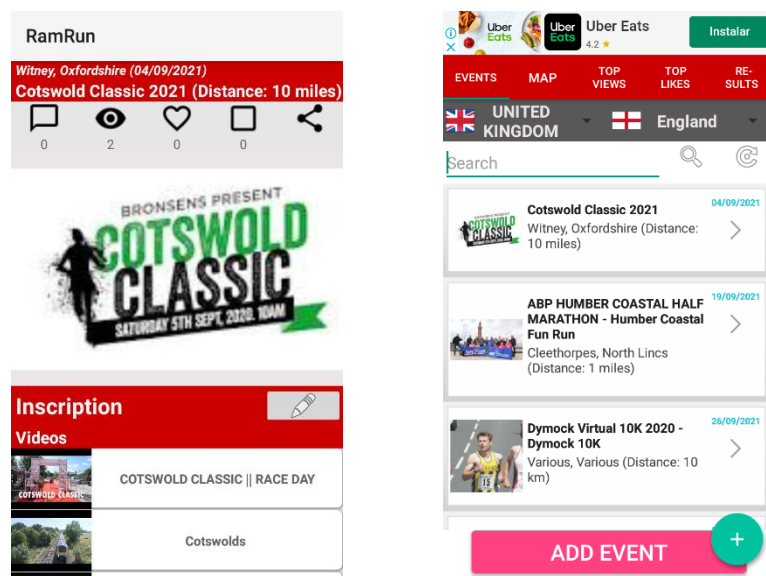 RamRun
Witney, Oxfordshire (04/09/2021)
Cotswold Classic 2021 (Distance: 10 miles)
0
2
0
0
BRONSENS PRESENT
COTSWOLD
CLASSIC
SATURDAY 5TH SEPT, 2020. 10AM
Inscription
Videos
COTSWOLD CLASSIC
COTSWOLD CLASSIC || RACE DAY
Cotswolds
Uber
Eats
Uber
Eats
Uber Eats
4.2 ★
Instalar
EVENTS
MAP
TOP
VIEWS
TOP
LIKES
RE-
SULTS
UNITED
KINGDOM
England
Search
COTSWOLD
CLASSIC
Cotswold Classic 2021
04/09/2021
Witney, Oxfordshire (Distance:
10 miles)
ABP HUMBER COASTAL HALF
19/09/2021
MARATHON - Humber Coastal
Fun Run
Cleethorpes, North Lincs
(Distance: 1 miles)
Dymock Virtual 10K 2020 -
26/09/2021
Dymock 10K
Various, Various (Distance: 10
km)
15
ADD EVENT
+